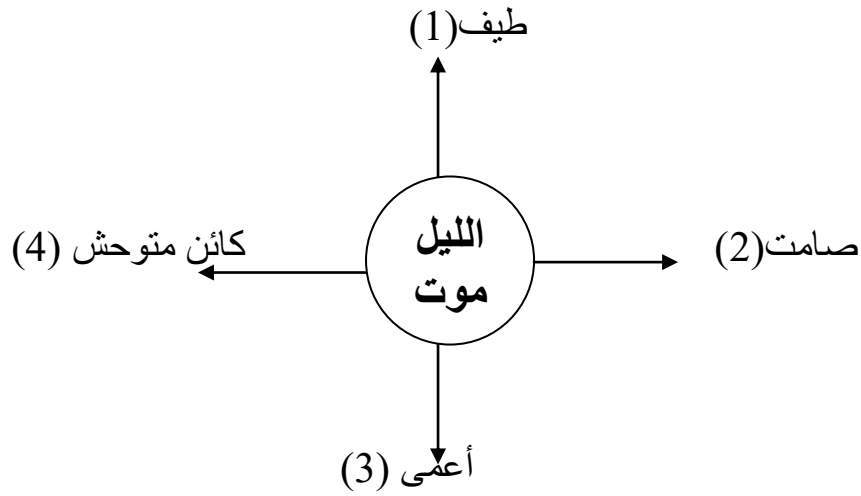 طيف(1)
الليل
موت
صامت(2)
كائن متوحش (4)
أعمى (3)